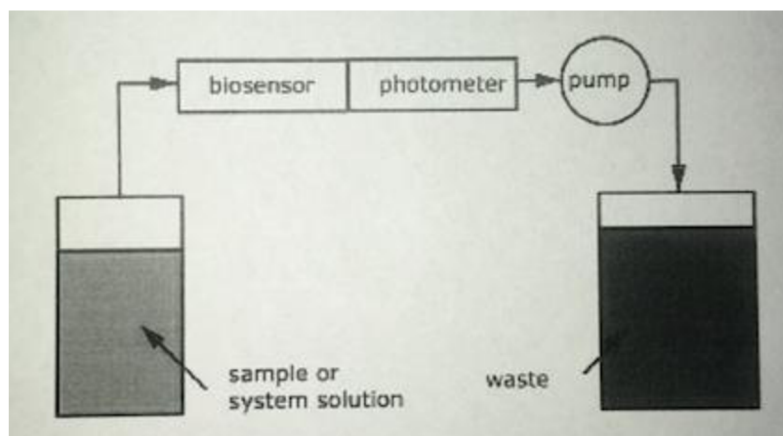 biosensor
photometer
pump
sample or
system solution
waste